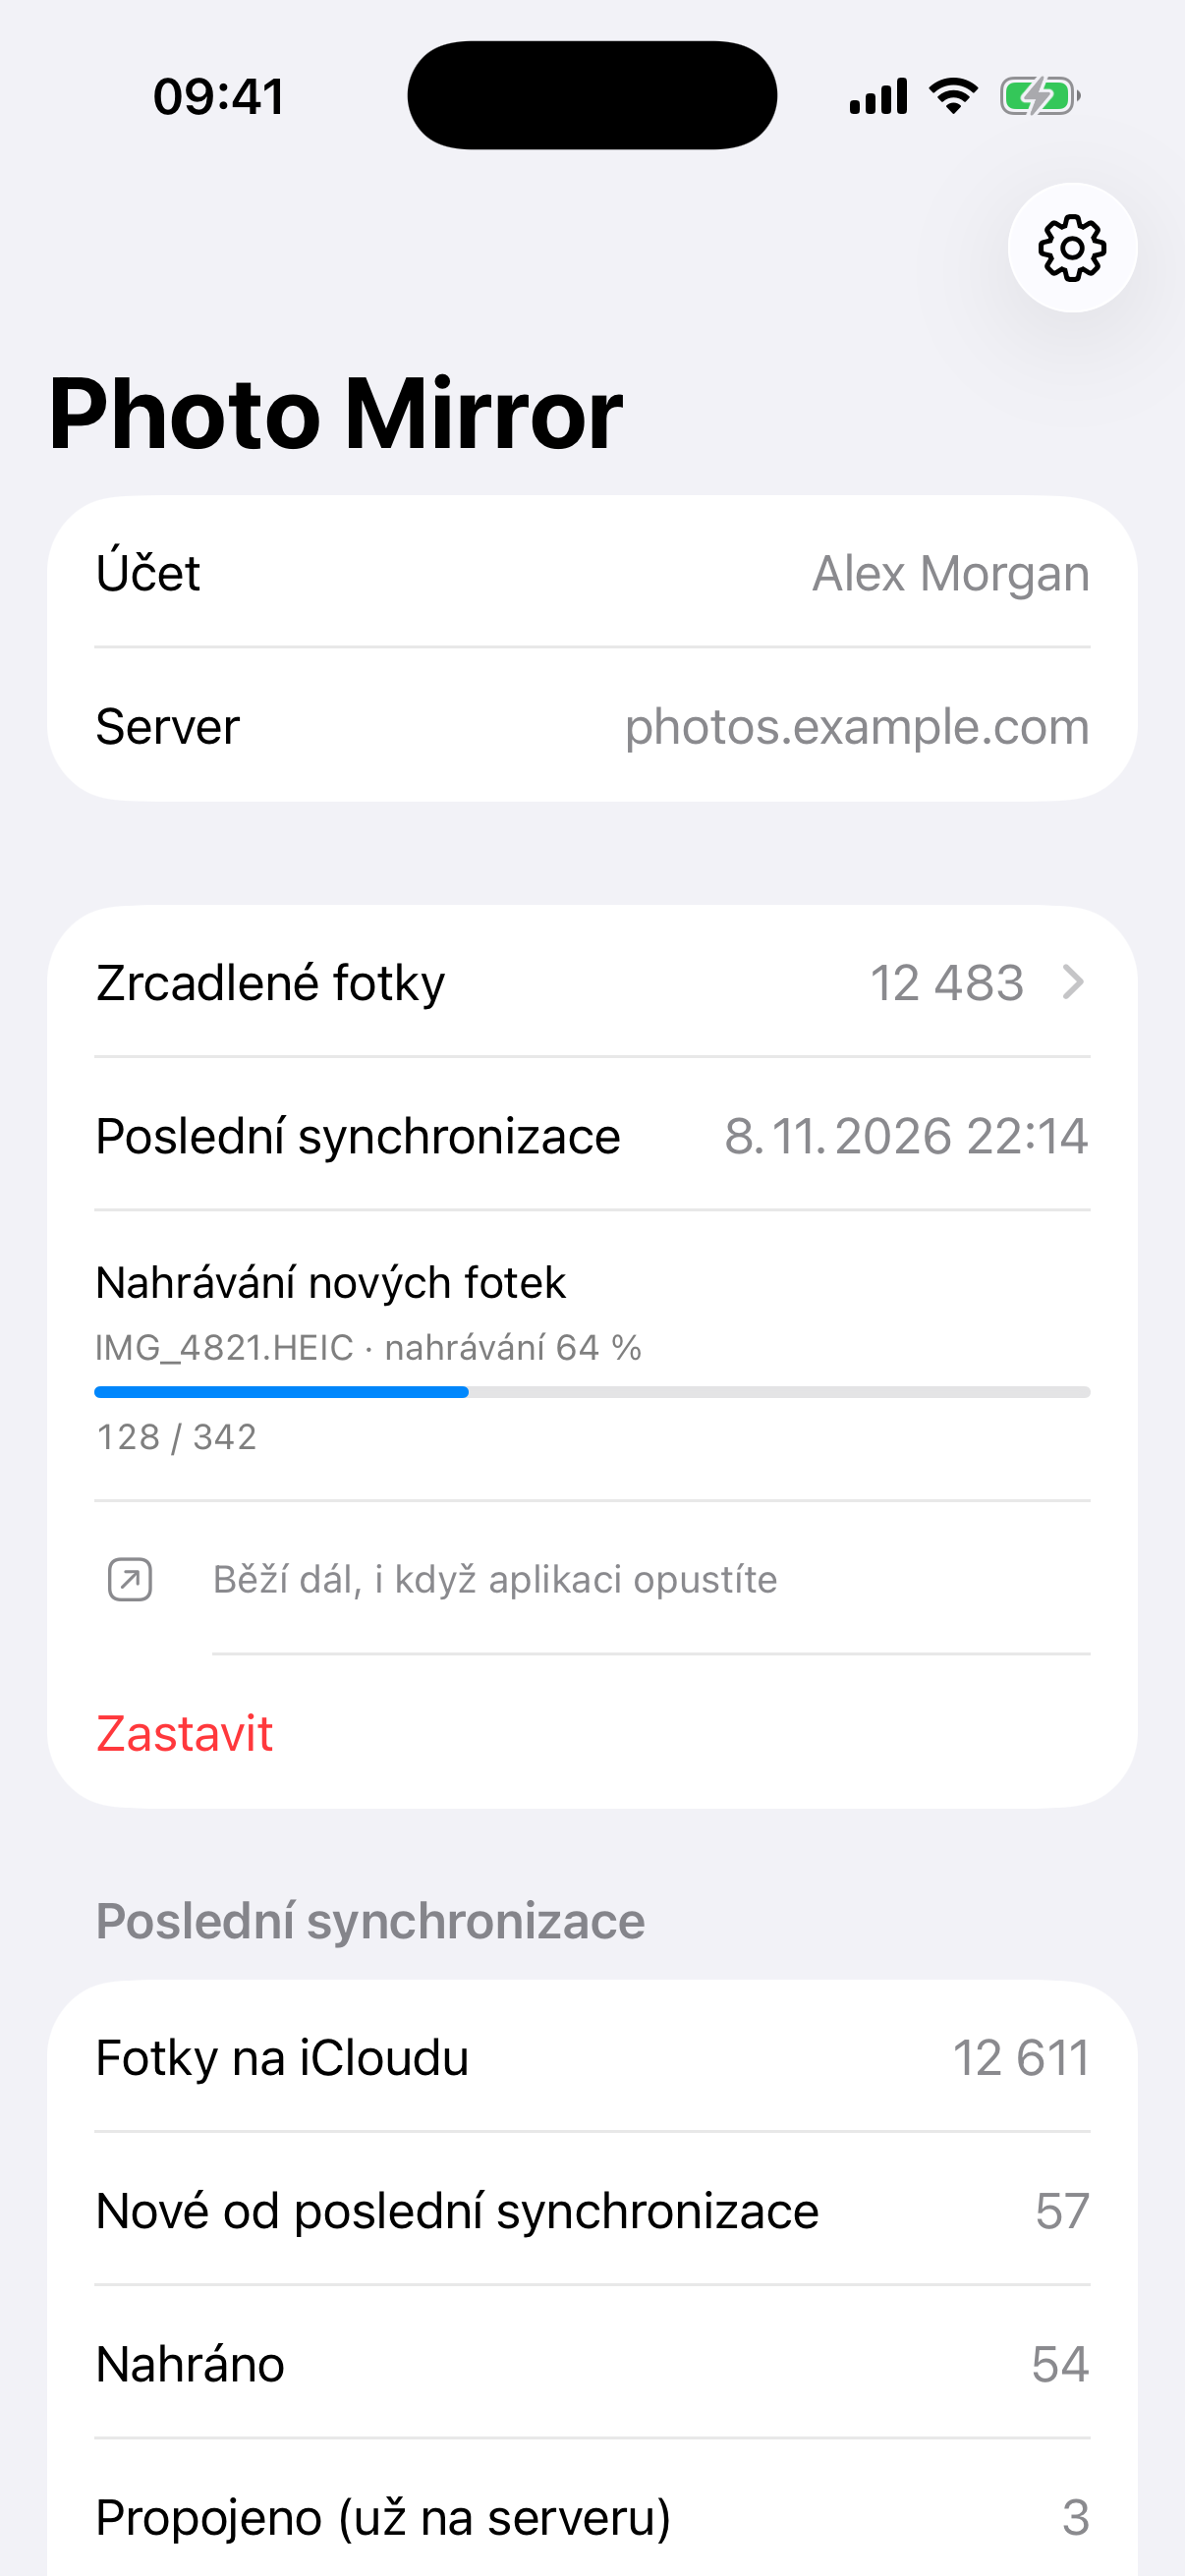 09:41
Photo Mirror
Účet Alex Morgan
Server photos.example.com
Zrcadlené fotky 12 483
Poslední synchronizace 8. 11. 2026 22:14
Nahrávání nových fotek
IMG_4821.HEIC · nahrávání 64 %
128 / 342
Běží dál, i když aplikaci opustíte
Zastavit
Poslední synchronizace
Fotky na iCloudu 12 611
Nové od poslední synchronizace 57
Nahráno 54
Propojeno (už na serveru) 3